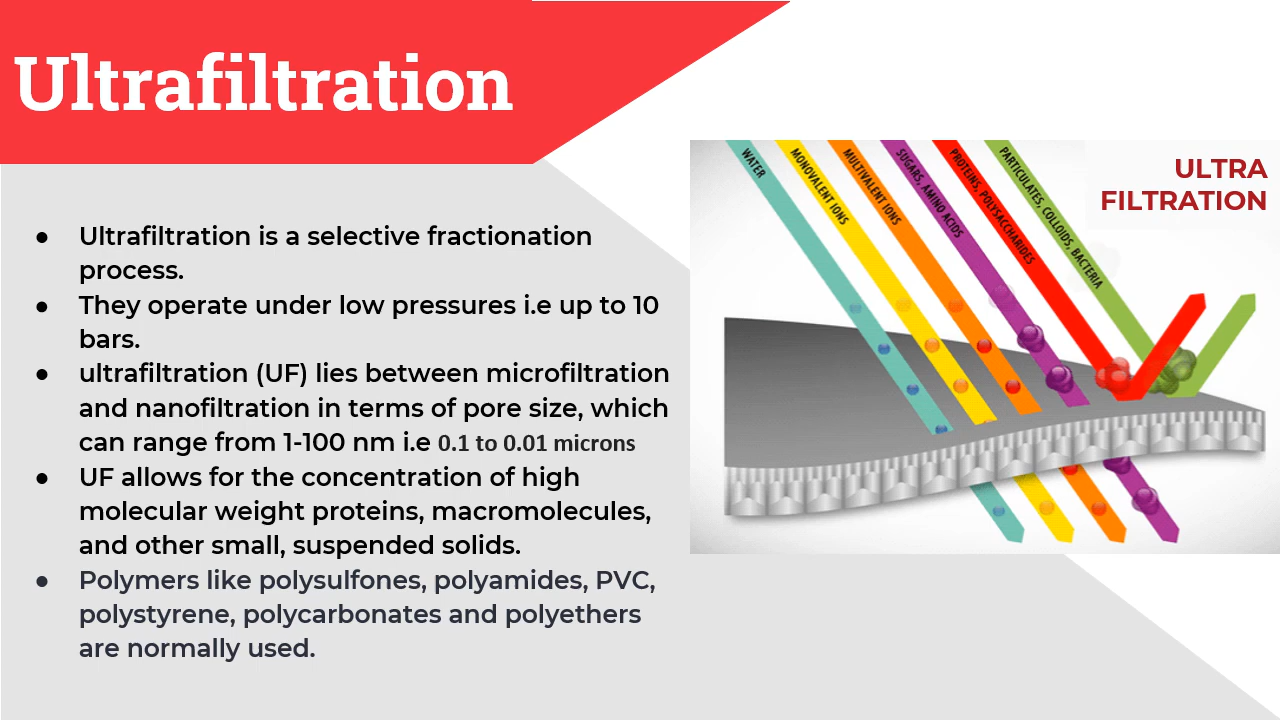 Ultrafiltration
● Ultrafiltration is a selective fractionation
process.
● They operate under low pressures i.e up to 10
bars.
● ultrafiltration (UF) lies between microfiltration
and nanofiltration in terms of pore size, which
can range from 1-100 nm i.e 0.1 to 0.01 microns
● UF allows for the concentration of high
molecular weight proteins, macromolecules,
and other small, suspended solids.
● Polymers like polysulfones, polyamides, PVC,
polystyrene, polycarbonates and polyethers
are normally used.
WATER
MONOVALENT IONS
MULTIVALENT IONS
SUGARS, AMINO ACIDS
PROTEINS, POLYSACCHARIDES
PARTICULATES, COLLOIDS, BACTERIA
ULTRA
FILTRATION